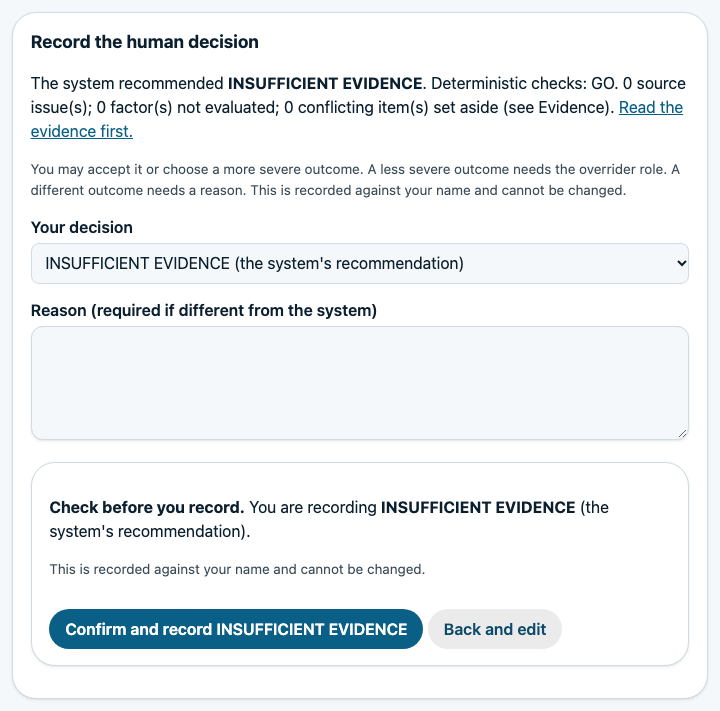 Record the human decision
The system recommended INSUFFICIENT EVIDENCE. Deterministic checks: GO. 0 source
issue(s); 0 factor(s) not evaluated; 0 conflicting item(s) set aside (see Evidence). Read the
evidence first.
You may accept it or choose a more severe outcome. A less severe outcome needs the overrider role. A
different outcome needs a reason. This is recorded against your name and cannot be changed.
Your decision
INSUFFICIENT EVIDENCE (the system's recommendation)
Reason (required if different from the system)
Check before you record. You are recording INSUFFICIENT EVIDENCE (the
system's recommendation).
This is recorded against your name and cannot be changed.
Confirm and record INSUFFICIENT EVIDENCE
Back and edit